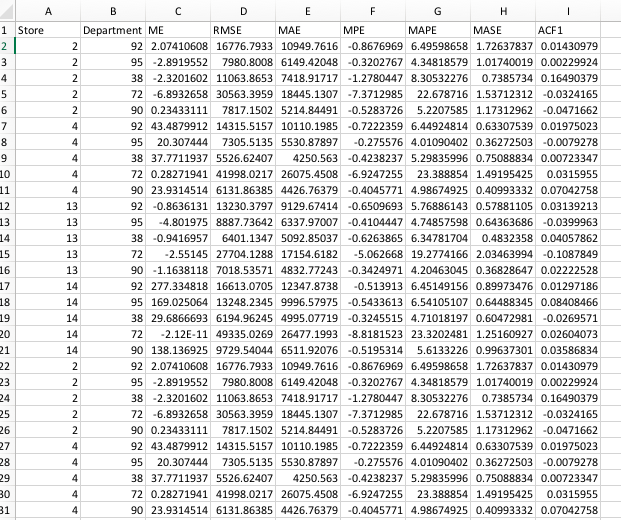 A B C D E F G H I
1 Store Department ME RMSE MAE MPE MAPE MASE ACF1
2 2 92 2.07410608 16776.7933 10949.7616 -0.8676969 6.49598658 1.72637837 0.01430979
3 2 95 -2.8919552 7980.8008 6149.42048 -0.3202767 4.34818579 1.01740019 0.00229924
4 2 38 -2.3201602 11063.8653 7418.91717 -1.2780447 8.30532276 0.7385734 0.16490379
5 2 72 -6.8932658 30563.3959 18445.1307 -7.3712985 22.678716 1.53712312 -0.0324165
6 2 90 0.23433111 7817.1502 5214.84491 -0.5283726 5.2207585 1.17312962 -0.0471662
7 4 92 43.4879912 14315.5157 10110.1985 -0.7222359 6.44924814 0.63307539 0.01975023
8 4 95 20.307444 7305.5135 5530.87897 -0.275576 4.01090402 0.36272503 -0.0079278
9 4 38 37.7711937 5526.62407 4250.563 -0.4238237 5.29835996 0.75088834 0.00723347
10 4 72 0.28271941 41998.0217 26075.4508 -6.9247255 23.388854 1.49195425 0.0315955
11 4 90 23.9314514 6131.86385 4426.76379 -0.4045771 4.98674925 0.40993332 0.07042758
12 13 92 -0.8636131 13230.3797 9129.67414 -0.6509693 5.76886143 0.57881105 0.03139213
13 13 95 -4.801975 8887.73642 6337.97007 -0.4104447 4.74857598 0.64363686 -0.0399963
14 13 38 -0.9416957 6401.1347 5092.85037 -0.6263865 6.34781704 0.4832358 0.04057862
15 13 72 -2.55145 27704.1288 17154.6182 -5.062668 19.2774166 2.03463994 -0.1087849
16 13 90 -1.1638118 7018.53571 4832.77243 -0.3424971 4.20463045 0.36828647 0.02222528
17 14 92 277.334818 16613.0705 12347.8738 -0.513913 6.45149156 0.89973476 0.01297186
18 14 95 169.025064 13248.2345 9996.57975 -0.5433613 6.54105107 0.64488345 0.08408466
19 14 38 29.6866693 6194.96245 4995.07719 -0.3245515 4.71018197 0.60472981 -0.0269571
20 14 72 -2.12E-11 49335.0269 26477.1993 -8.8181523 23.3202481 1.25160927 0.02604073
21 14 90 138.136925 9729.54044 6511.92076 -0.5195314 5.6133226 0.99637301 0.03586834
22 2 92 2.07410608 16776.7933 10949.7616 -0.8676969 6.49598658 1.72637837 0.01430979
23 2 95 -2.8919552 7980.8008 6149.42048 -0.3202767 4.34818579 1.01740019 0.00229924
24 2 38 -2.3201602 11063.8653 7418.91717 -1.2780447 8.30532276 0.7385734 0.16490379
25 2 72 -6.8932658 30563.3959 18445.1307 -7.3712985 22.678716 1.53712312 -0.0324165
26 2 90 0.23433111 7817.1502 5214.84491 -0.5283726 5.2207585 1.17312962 -0.0471662
27 4 92 43.4879912 14315.5157 10110.1985 -0.7222359 6.44924814 0.63307539 0.01975023
28 4 95 20.307444 7305.5135 5530.87897 -0.275576 4.01090402 0.36272503 -0.0079278
29 4 38 37.7711937 5526.62407 4250.563 -0.4238237 5.29835996 0.75088834 0.00723347
30 4 72 0.28271941 41998.0217 26075.4508 -6.9247255 23.388854 1.49195425 0.0315955
31 4 90 23.9314514 6131.86385 4426.76379 -0.4045771 4.98674925 0.40993332 0.07042758